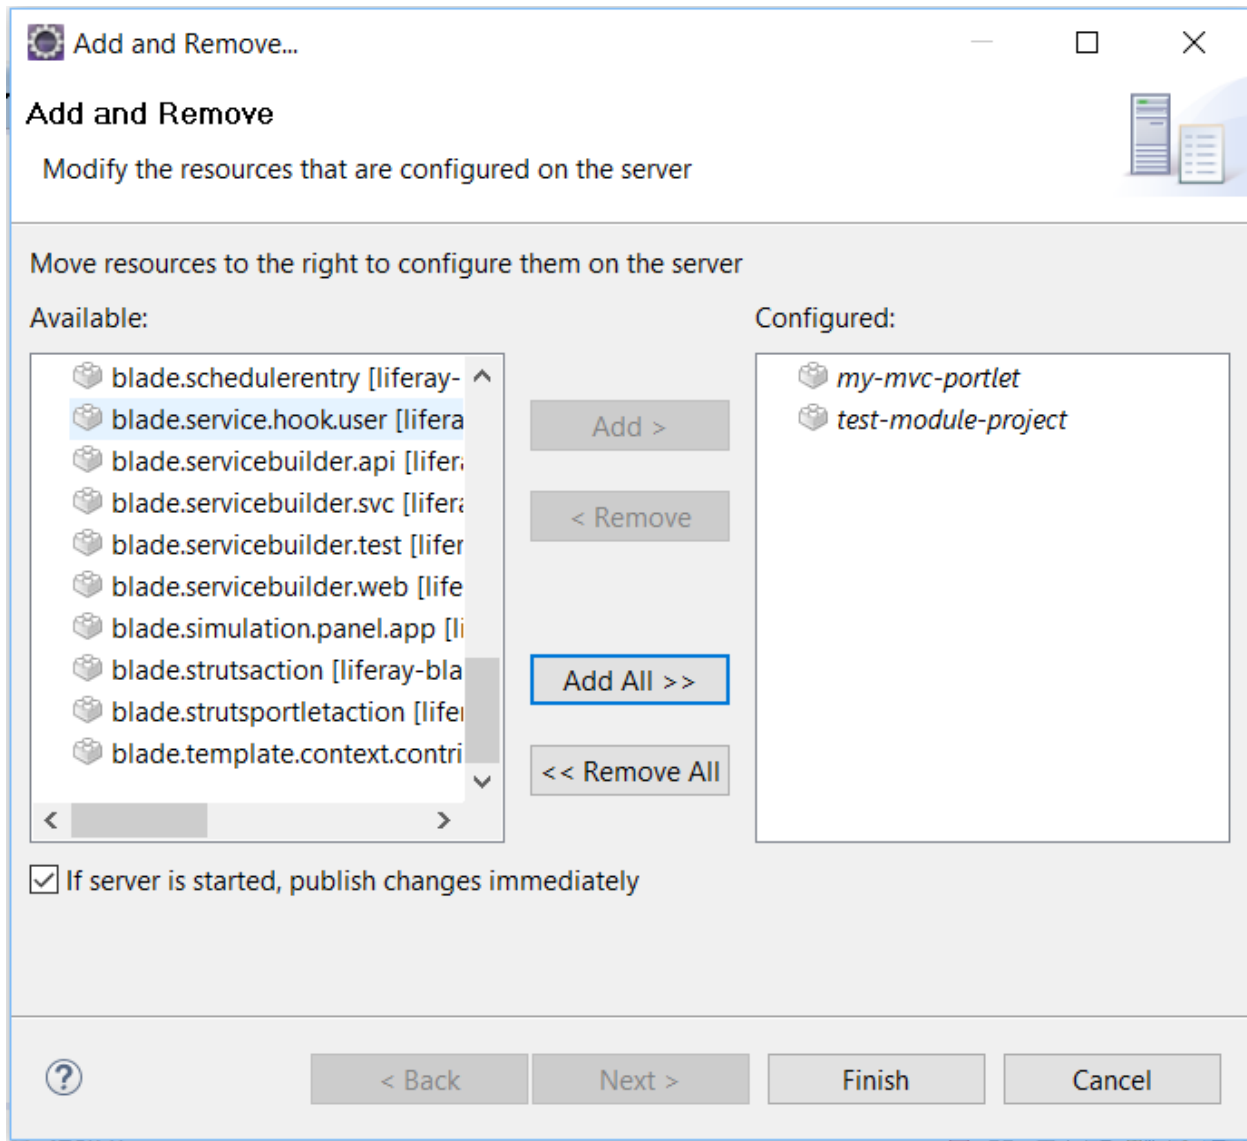 Add and Remove...
Add and Remove
Modify the resources that are configured on the server
Move resources to the right to configure them on the server
Available:
Configured:
blade.schedulerentry [liferay-
blade.service.hook.user [lifera
blade.servicebuilder.api [lifer
blade.servicebuilder.svc [lifera
blade.servicebuilder.test [lifer
blade.servicebuilder.web [life
blade.simulation.panel.app [li
blade.strutsaction [liferay-bla
blade.strutsportletaction [lifer
blade.template.context.contri
Add >
< Remove
Add All >>
<< Remove All
my-mvc-portlet
test-module-project
If server is started, publish changes immediately
?
< Back
Next >
Finish
Cancel